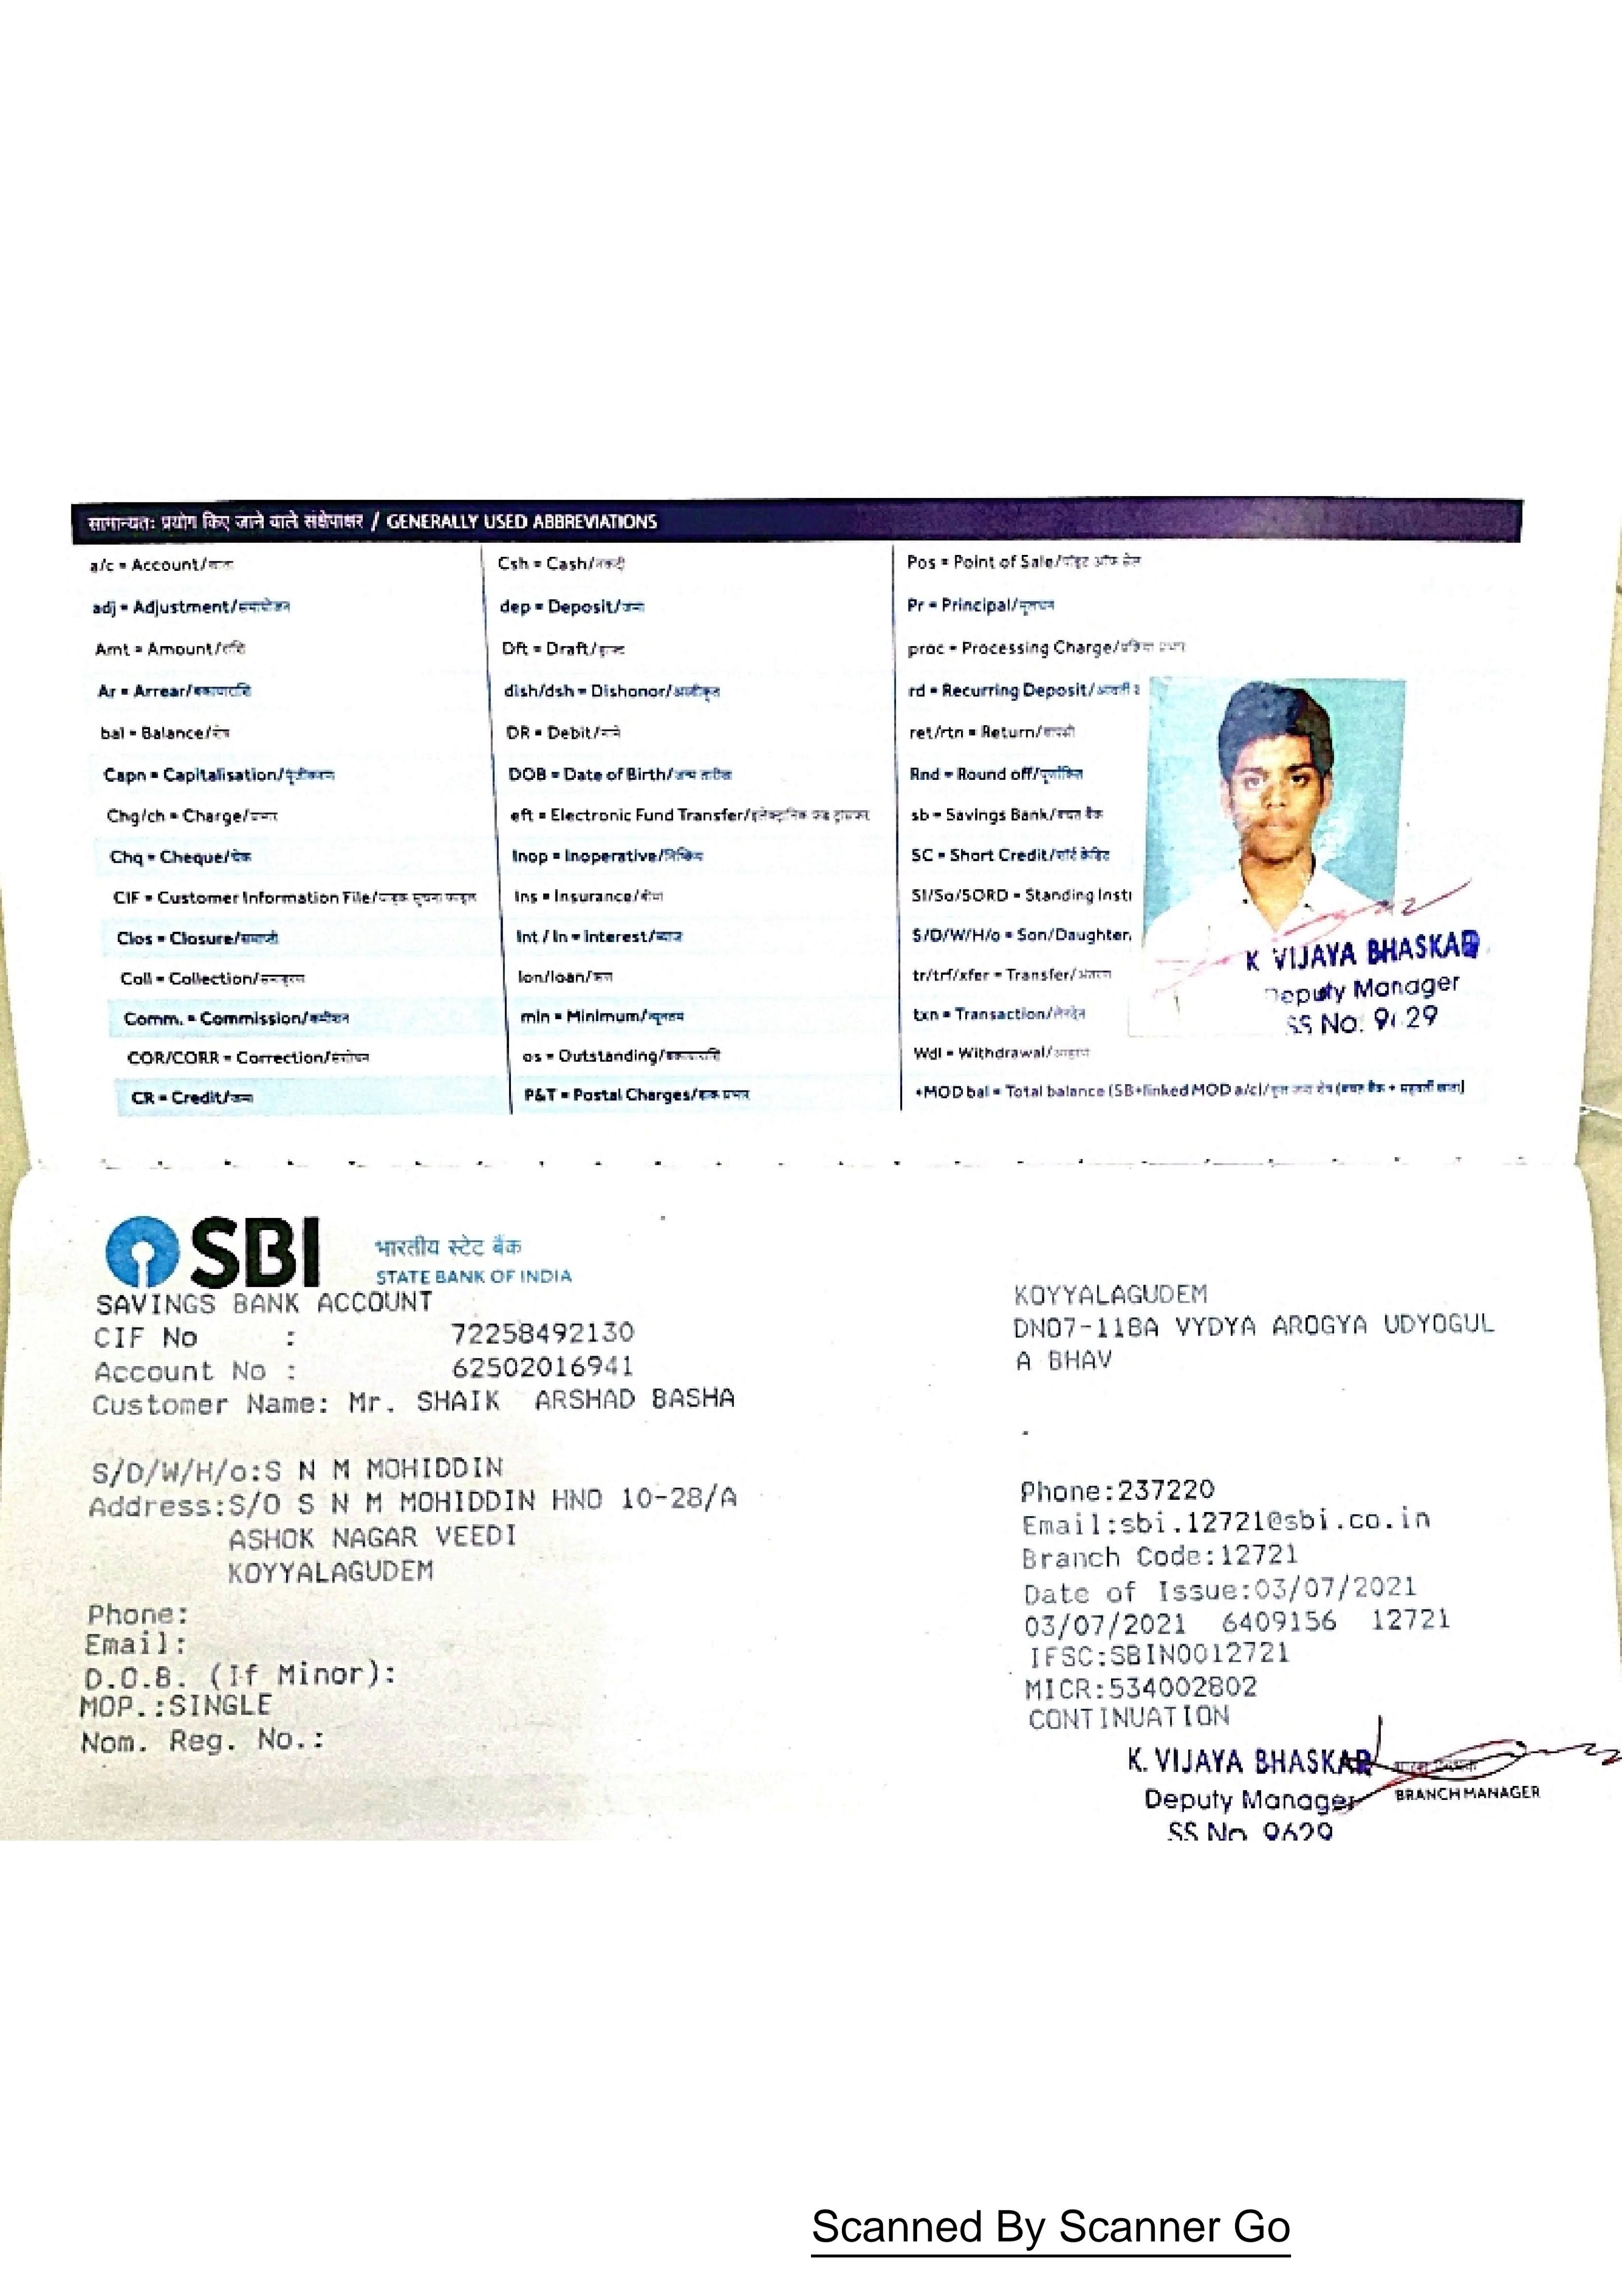 सामान्यतः प्रयोग किए जाने वाले संक्षेपाक्षर / GENERALLY USED ABBREVIATIONS
a/c = Account/खाता
adj = Adjustment/समायोजन
Amt = Amount/राशि
Ar = Arrear/बकायाराशि
bal = Balance/शेष
Capn = Capitalisation/पूंजीकरण
Chg/ch = Charge/प्रभार
Chq = Cheque/चेक
CIF = Customer Information File/ग्राहक सूचना फाइल
Clos = Closure/समाप्ती
Coll = Collection/समाहरण
Comm. = Commission/कमीशन
COR/CORR = Correction/संशोधन
CR = Credit/जमा
Csh = Cash/नकदी
dep = Deposit/जमा
Dft = Draft/ड्राफ्ट
dish/dsh = Dishonor/अस्वीकृत
DR = Debit/नामे
DOB = Date of Birth/जन्म तारीख
eft = Electronic Fund Transfer/इलेक्ट्रानिक फंड ट्रांसफर
Inop = Inoperative/निष्क्रिय
Ins = Insurance/बीमा
Int / In = Interest/ब्याज
lon/loan/ऋण
min = Minimum/न्यूनतम
os = Outstanding/बकायाराशि
P&T = Postal Charges/डाक प्रभार
Pos = Point of Sale/पॉइंट ऑफ सेल
Pr = Principal/मूलधन
proc = Processing Charge/प्रक्रिया प्रभार
rd = Recurring Deposit/आवर्ती
ret/rtn = Return/वापसी
Rnd = Round off/पूर्णांकित
sb = Savings Bank/बचत बैंक
SC = Short Credit/शॉर्ट क्रेडिट
SI/So/SORD = Standing Insti
S/D/W/H/o = Son/Daughter,
tr/trf/xfer = Transfer/अंतरण
txn = Transaction/लेनदेन
Wdl = Withdrawal/आहरण
+MOD bal = Total balance (SB+linked MOD a/c)/कुल जमा शेष (बचत बैंक + सहवर्ती खाता)
K VIJAYA BHASKAR
Deputy Manager
SS No. 9629
SBI
भारतीय स्टेट बैंक
STATE BANK OF INDIA
SAVINGS BANK ACCOUNT
CIF No : 72258492130
Account No : 62502016941
Customer Name: Mr. SHAIK ARSHAD BASHA
S/D/W/H/o:S N M MOHIDDIN
Address:S/O S N M MOHIDDIN HNO 10-28/A
ASHOK NAGAR VEEDI
KOYYALAGUDEM
Phone:
Email:
D.O.B. (If Minor):
MOP.:SINGLE
Nom. Reg. No.:
KOYYALAGUDEM
DNO7-118A VYDYA AROGYA UDYOGUL
A BHAV
Phone:237220
Email:sbi.12721@sbi.co.in
Branch Code:12721
Date of Issue:03/07/2021
03/07/2021 6409156 12721
IFSC:SBIN0012721
MICR:534002802
CONTINUATION
K. VIJAYA BHASKAR
Deputy Manager
SS No 9629
BRANCH MANAGER
Scanned By Scanner Go